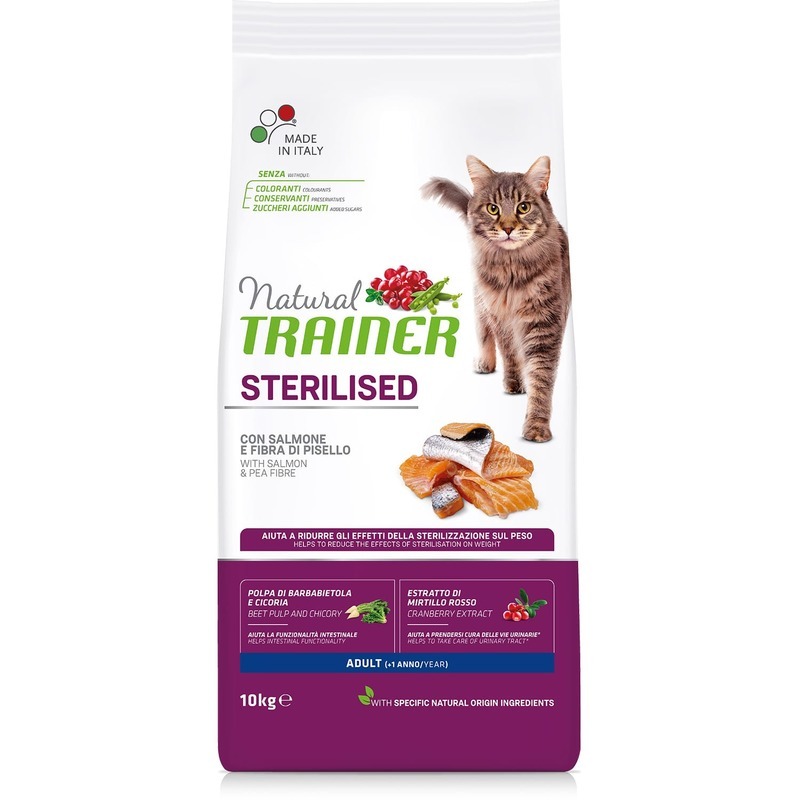 MADE
IN ITALY
SENZA WITHOUT:
COLORANTI COLOURANTS
CONSERVANTI PRESERVATIVES
ZUCCHERI AGGIUNTI ADDED SUGARS
Natural
TRAINER
STERILISED
CON SALMONE
E FIBRA DI PISELLO
WITH SALMON
& PEA FIBRE
AIUTA A RIDURRE GLI EFFETTI DELLA STERILIZZAZIONE SUL PESO
HELPS TO REDUCE THE EFFECTS OF STERILISATION ON WEIGHT
POLPA DI BARBABIETOLA
E CICORIA
BEET PULP AND CHICORY
AIUTA LA FUNZIONALITÀ INTESTINALE
HELPS INTESTINAL FUNCTIONALITY
ESTRATTO DI
MIRTILLO ROSSO
CRANBERRY EXTRACT
AIUTA A PRENDERSI CURA DELLE VIE URINARIE*
HELPS TO TAKE CARE OF URINARY TRACT*
ADULT (+1 ANNO/YEAR)
10kg e
WITH SPECIFIC NATURAL ORIGIN INGREDIENTS